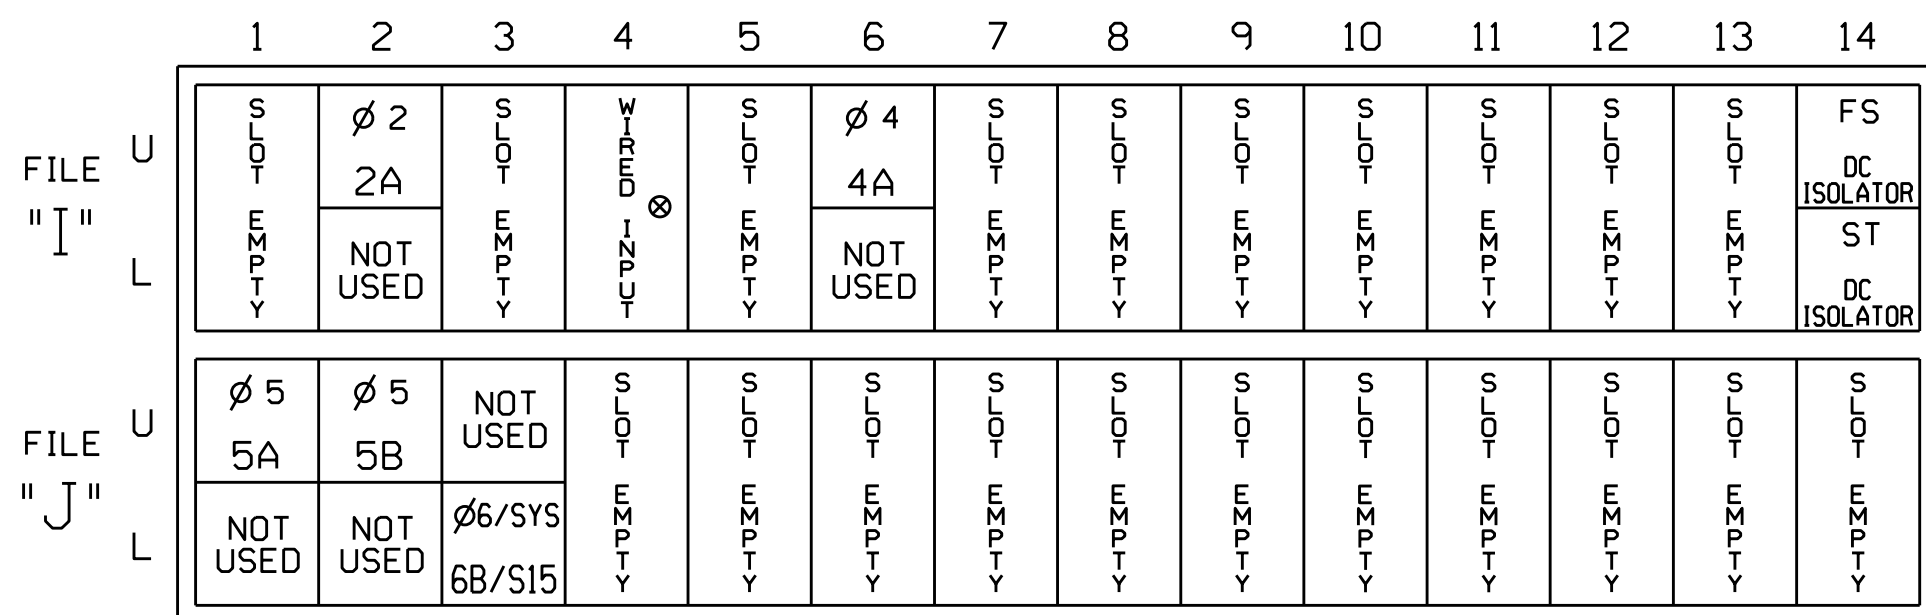 1 2 3 4 5 6 7 8 9 10 11 12 13 14
FILE "I"
U
L
SLOT EMPTY
Ø 2
2A
NOT USED
SLOT EMPTY
WIRED INPUT ⊗
SLOT EMPTY
Ø 4
4A
NOT USED
SLOT EMPTY
SLOT EMPTY
SLOT EMPTY
SLOT EMPTY
SLOT EMPTY
SLOT EMPTY
SLOT EMPTY
FS
DC
ISOLATOR
ST
DC
ISOLATOR
FILE "J"
U
L
Ø 5
5A
NOT USED
Ø 5
5B
NOT USED
NOT USED
Ø6/SYS
6B/S15
SLOT EMPTY
SLOT EMPTY
SLOT EMPTY
SLOT EMPTY
SLOT EMPTY
SLOT EMPTY
SLOT EMPTY
SLOT EMPTY
SLOT EMPTY
SLOT EMPTY
SLOT EMPTY